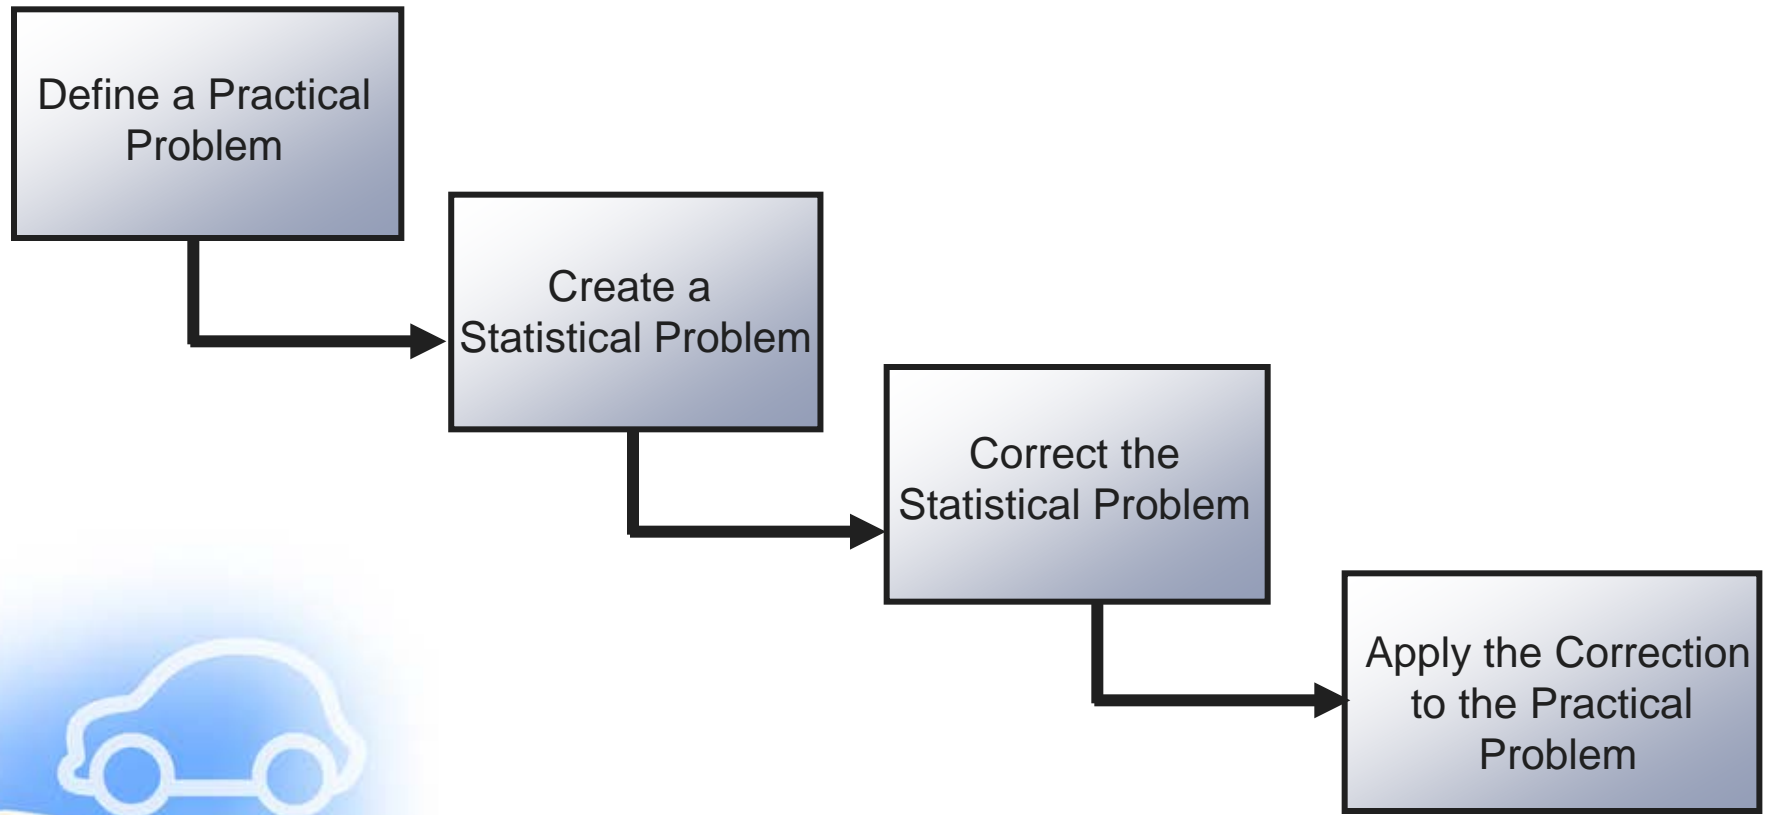 Define a Practical
Problem
Create a
Statistical Problem
Correct the
Statistical Problem
Apply the Correction
to the Practical
Problem